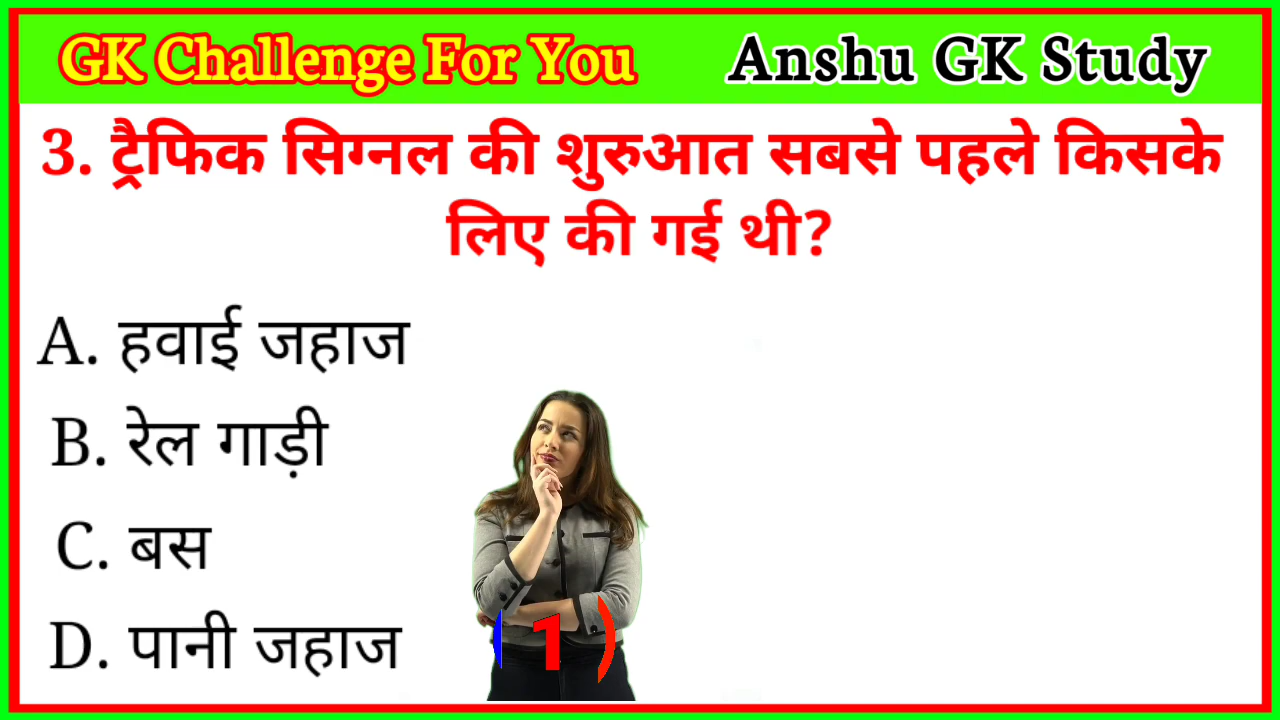 GK Challenge For You Anshu GK Study
3. ट्रैफिक सिग्नल की शुरुआत सबसे पहले किसके
लिए की गई थी?
A. हवाई जहाज
B. रेल गाड़ी
C. बस
D. पानी जहाज
1